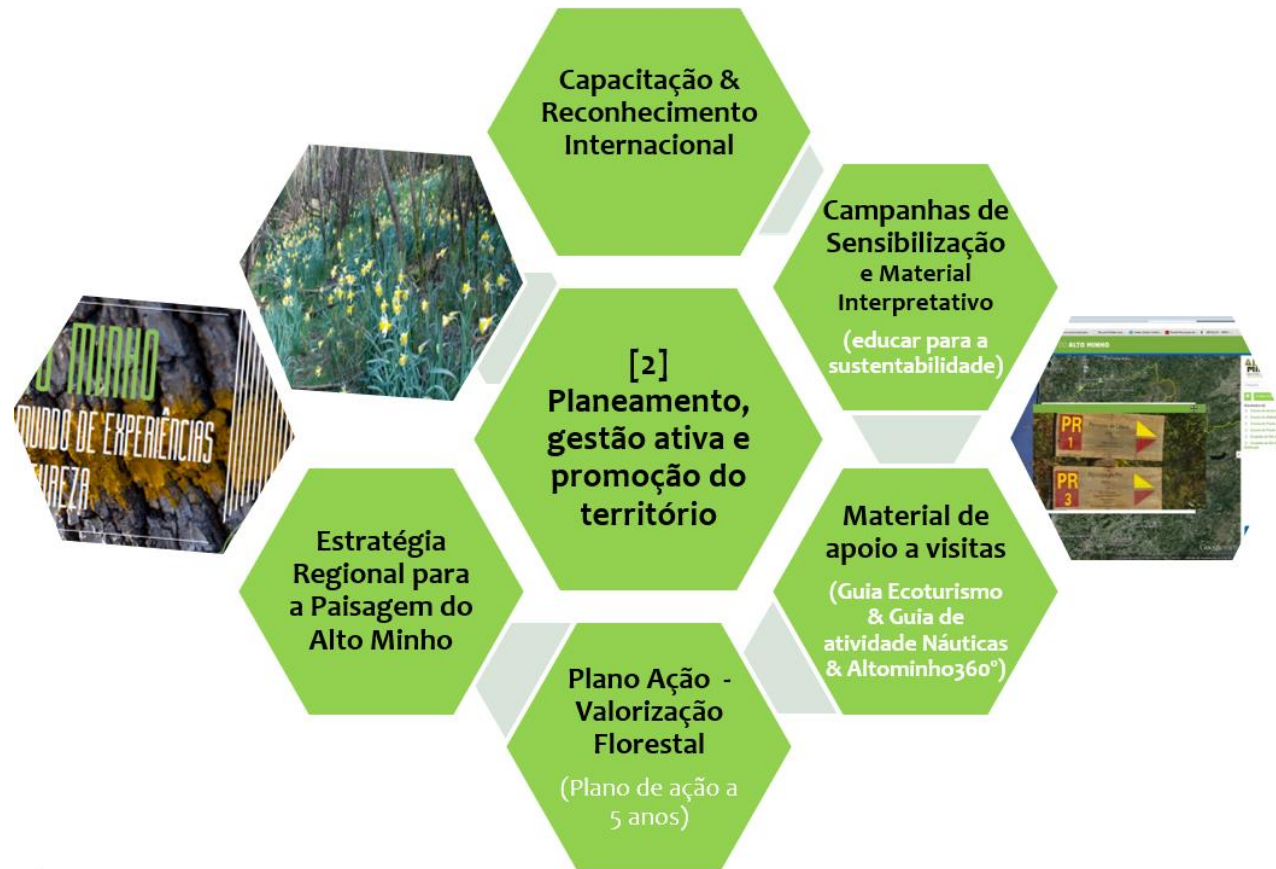 Capacitação &
Reconhecimento
Internacional
Campanhas de
Sensibilização
e Material
Interpretativo
(educar para a
sustentabilidade)
[2]
Planeamento,
gestão ativa e
promoção do
território
MINHO
MUNDO DE EXPERIÊNCIAS
ALTO MINHO
PR
1
PR
3
Estratégia
Regional para
a Paisagem do
Alto Minho
Material de
apoio a visitas
(Guia Ecoturismo
& Guia de
atividade Náuticas
& Altominho360°)
Plano Ação -
Valorização
Florestal
(Plano de ação a
5 anos)